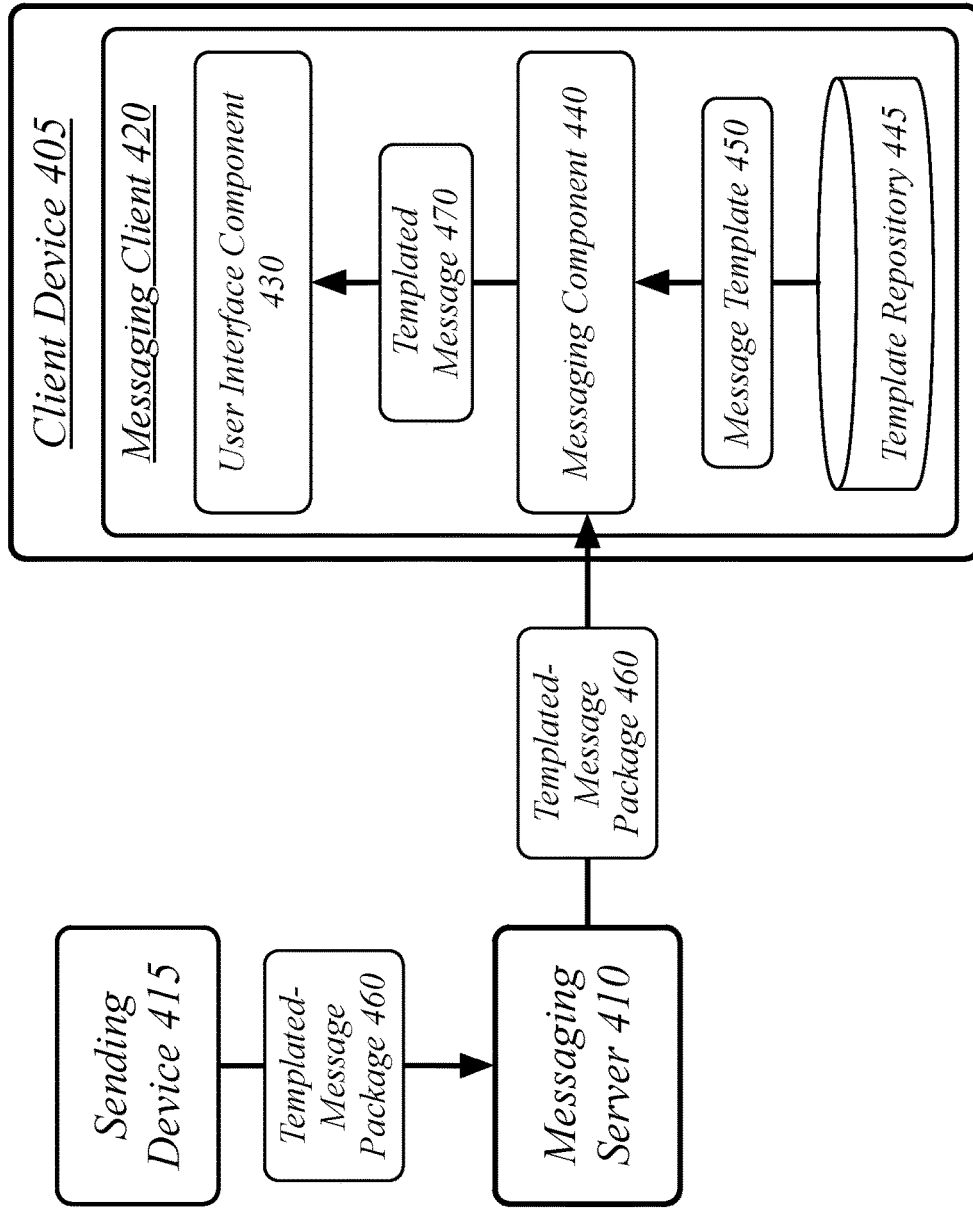 Sending
Device 415
Templated-
Message
Package 460
Messaging
Server 410
Templated-
Message
Package 460
Client Device 405
Messaging Client 420
User Interface Component
430
Templated
Message 470
Messaging Component 440
Message Template 450
Template Repository 445